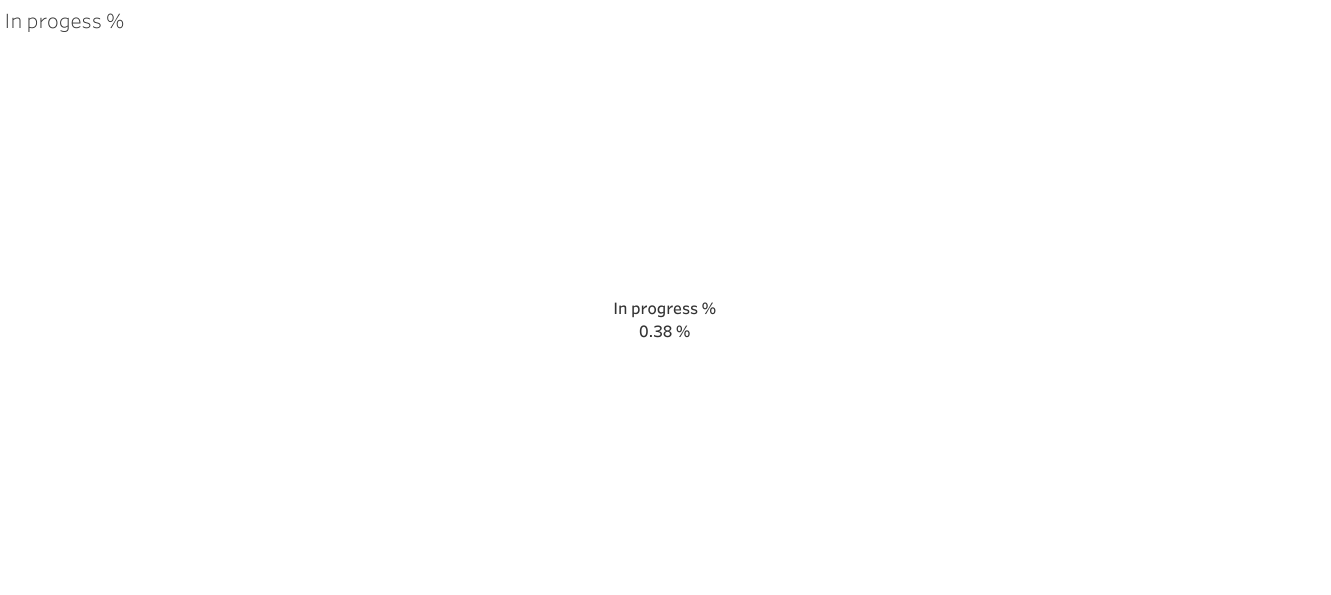 In progess %
In progress %
0.38 %